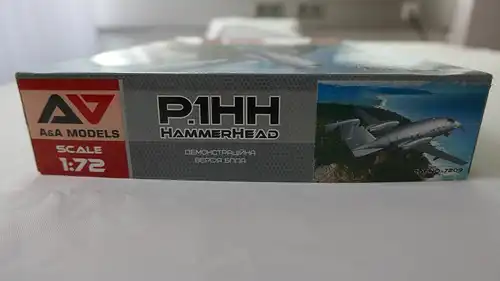 A&A MODELS
SCALE
1:72
P.1HH
HAMMERHEAD
ДЕМОНСТРАЦІЙНА
ВЕРСІЯ БПЛА